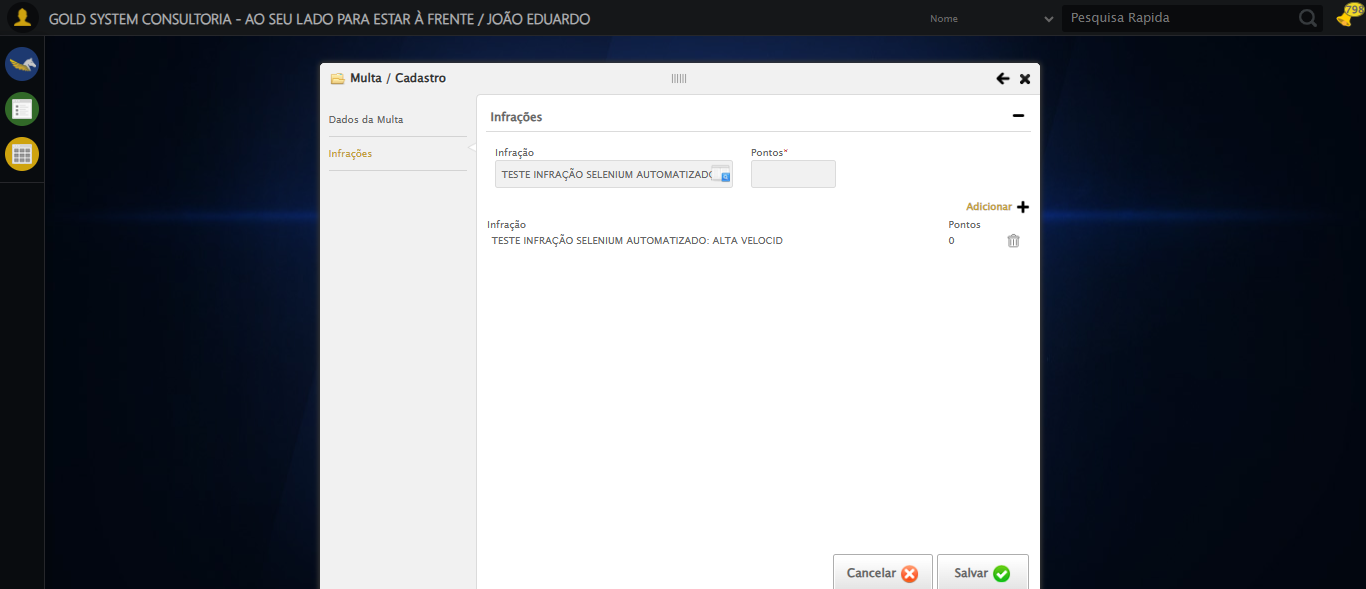 GOLD SYSTEM CONSULTORIA - AO SEU LADO PARA ESTAR À FRENTE / JOÃO EDUARDO
Nome
Pesquisa Rapida
798
Multa / Cadastro
Dados da Multa
Infrações
Infrações
Infração
Pontos*
TESTE INFRAÇÃO SELENIUM AUTOMATIZADO
Adicionar
Infração
Pontos
TESTE INFRAÇÃO SELENIUM AUTOMATIZADO: ALTA VELOCID
0
Cancelar
Salvar